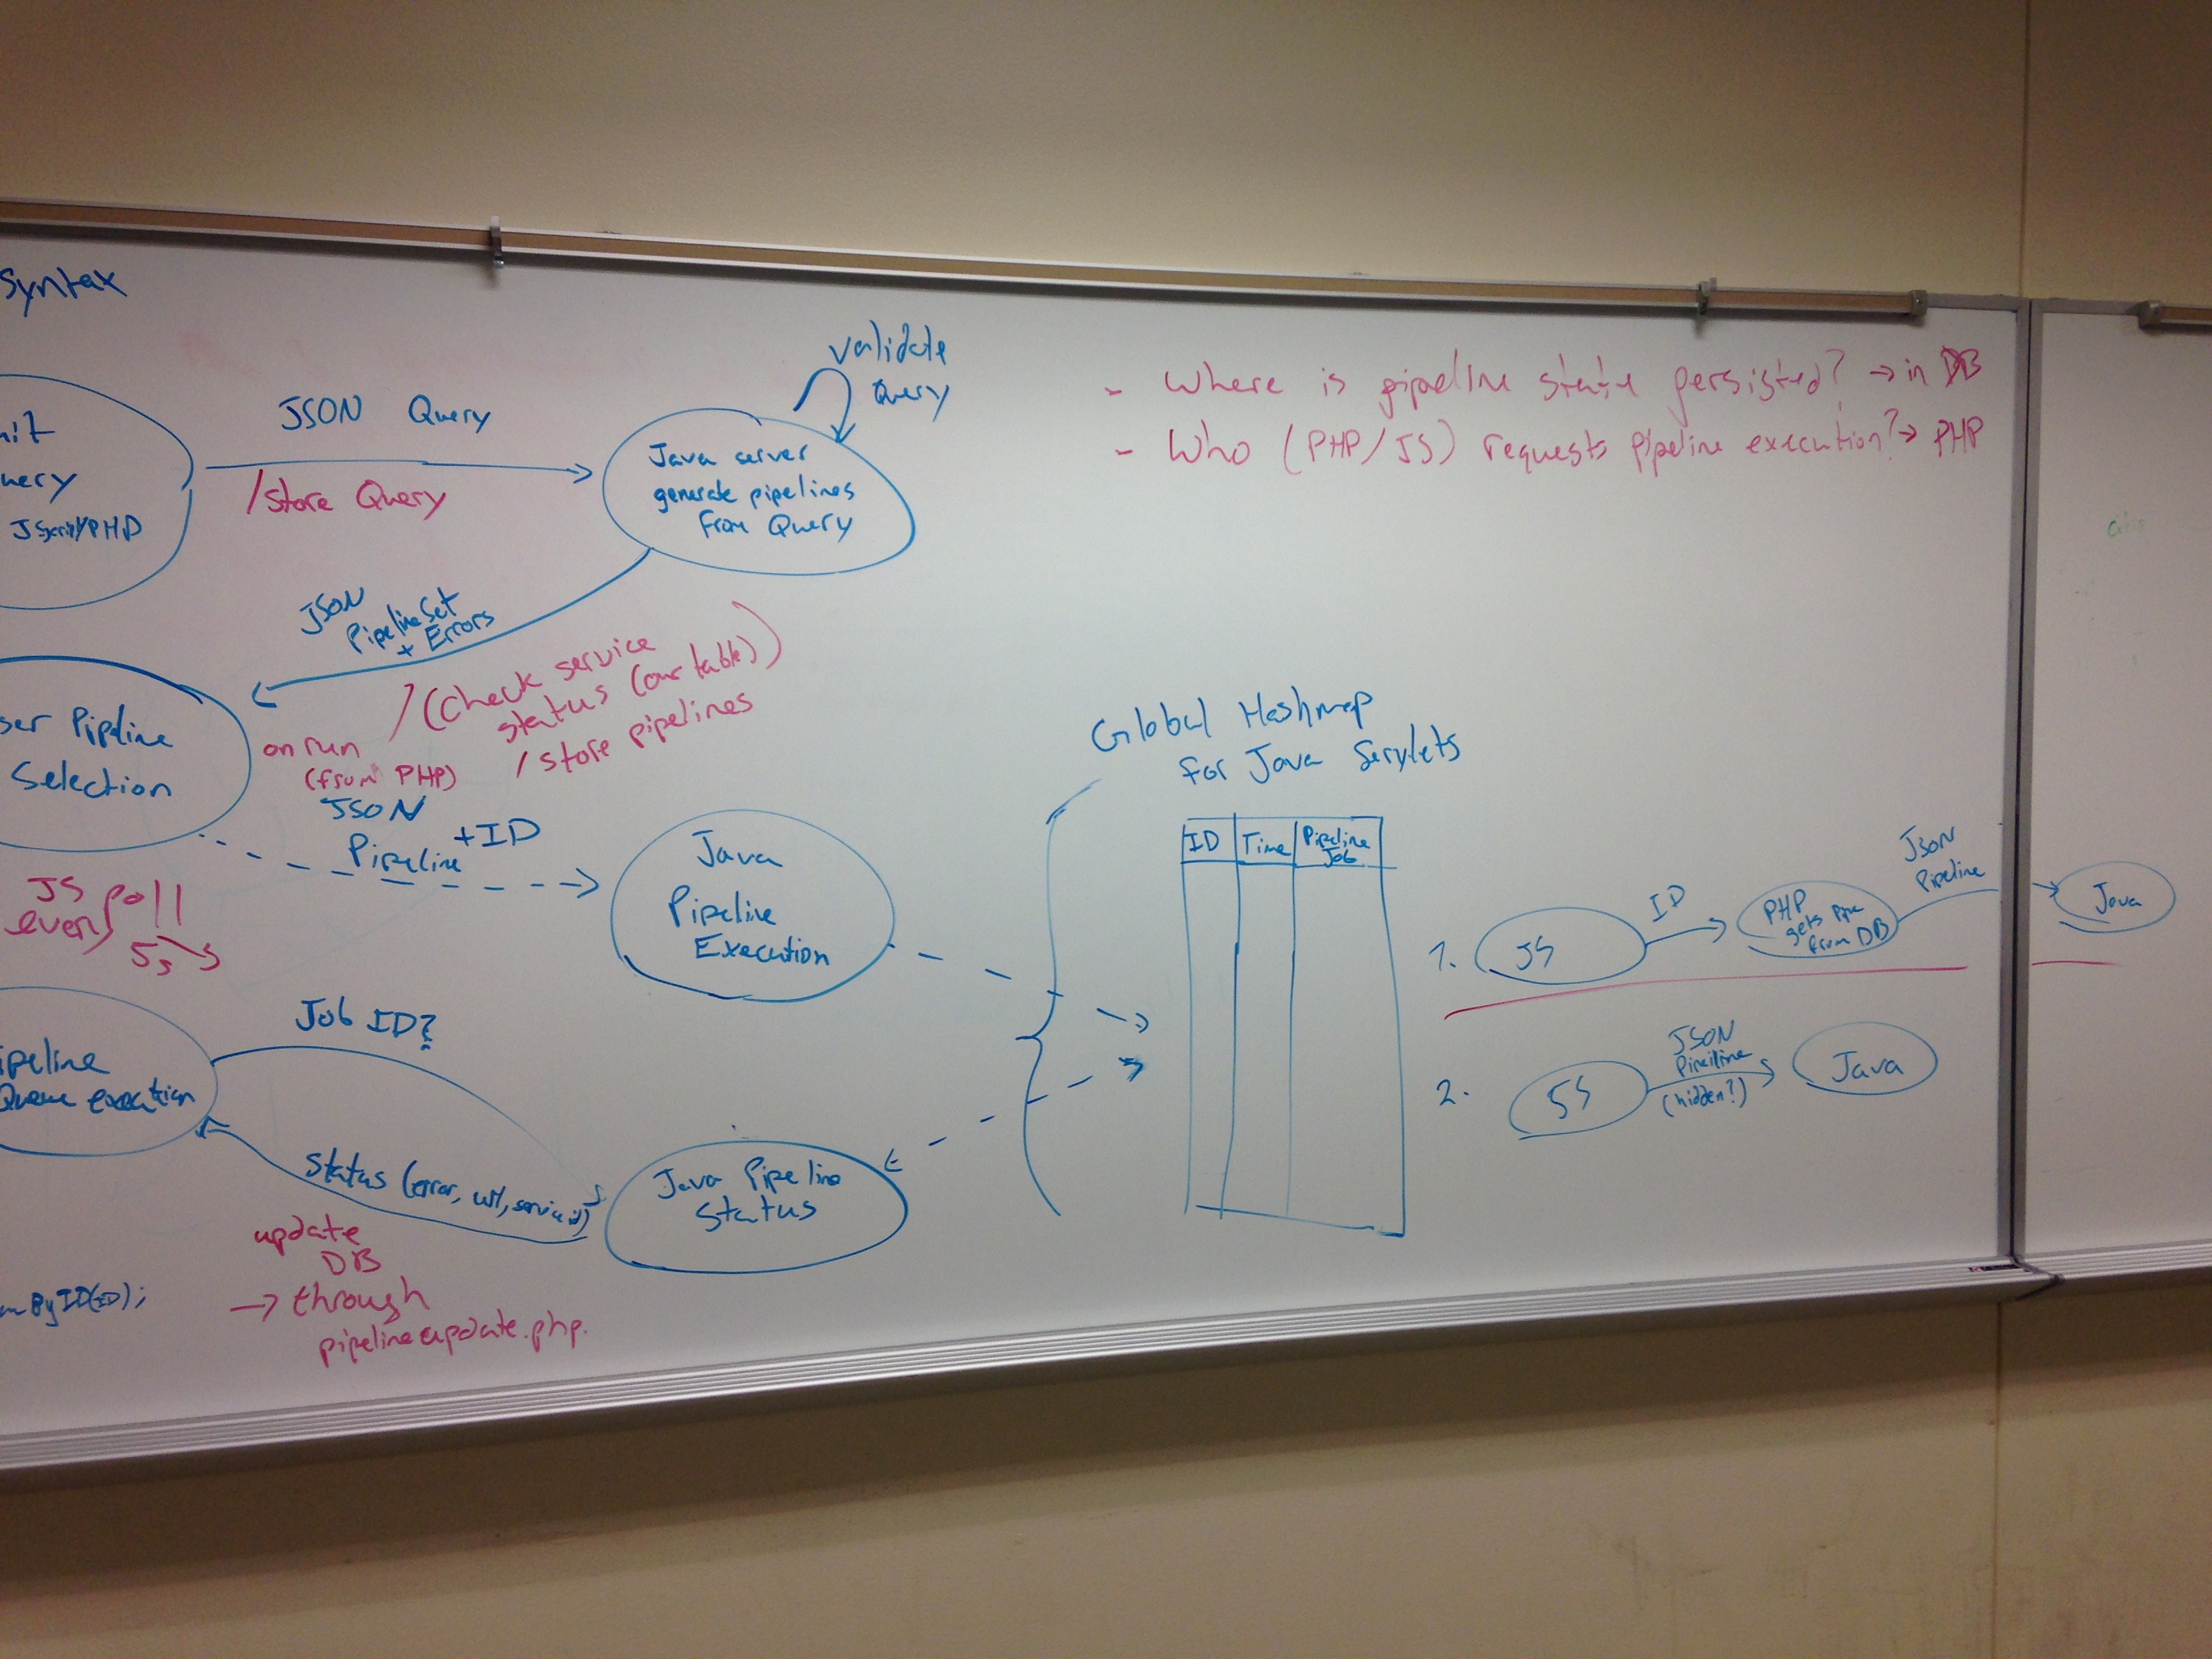 Syntax
JSON Query
/store Query
JScript/PHP
validate
Query
Java server
generate pipelines
from Query
- Where is pipeline state persisted? → in DB
- Who (PHP/JS) requests pipeline execution? → PHP
JSON
PipelineSet
+ Errors
/(check service
status (our table))
/store pipelines
Pipeline
Selection
on run
(from PHP)
JSON
Pipeline + ID
JS poll
every
5s
Java
Pipeline
Execution
Global Hashmap
for Java Servlets
ID Time Pipeline
Job
1. JS
ID
PHP
gets pipe
from DB
JSON
Pipeline
Java
2. JS
JSON
Pipeline
(hidden?)
Java
Queue execution
Job ID?
Status (error, url, service id)
Java Pipeline
Status
update
DB
→ through
pipelineupdate.php.
ByID(ID);